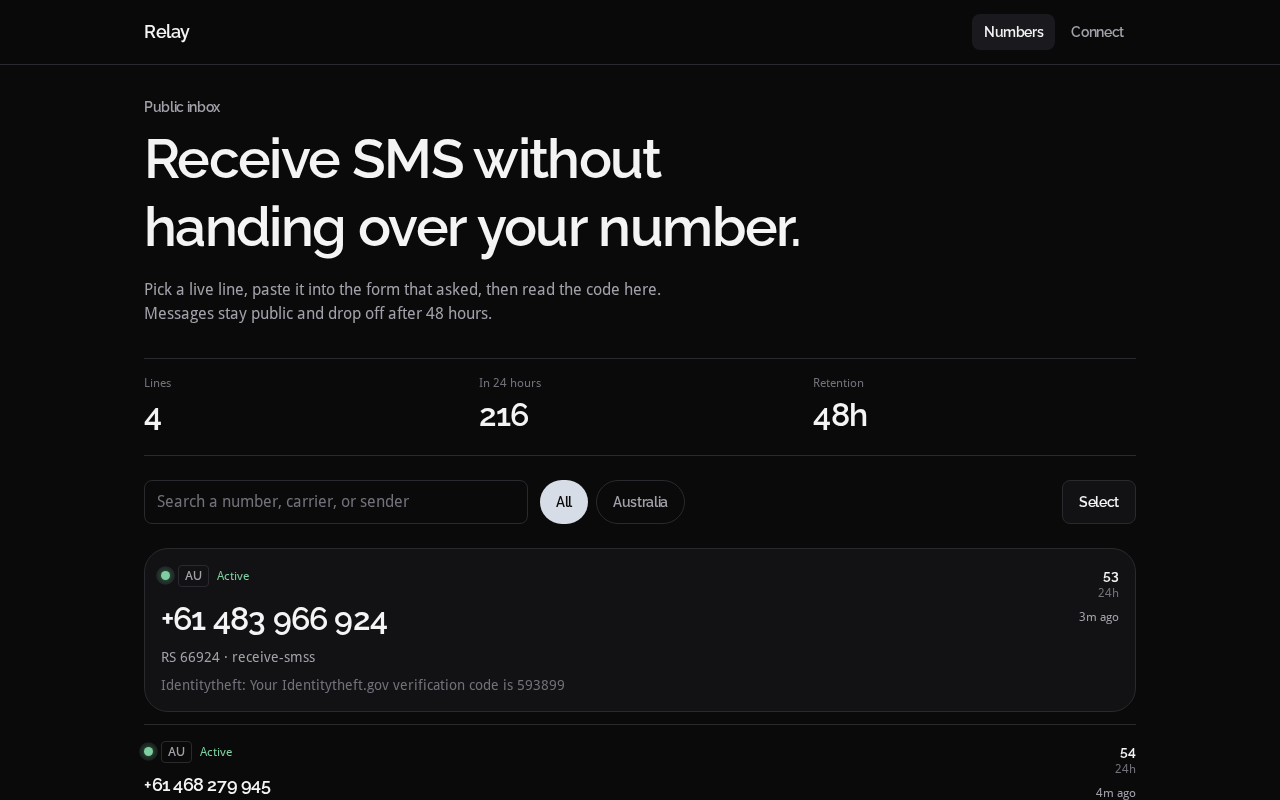 Relay
Numbers
Connect
Public inbox
Receive SMS without
handing over your number.
Pick a live line, paste it into the form that asked, then read the code here.
Messages stay public and drop off after 48 hours.
Lines
In 24 hours
Retention
4
216
48h
Search a number, carrier, or sender
All
Australia
Select
AU
Active
53
24h
3m ago
+61 483 966 924
RS 66924 · receive-smss
Identitytheft: Your Identitytheft.gov verification code is 593899
AU
Active
54
24h
4m ago
+61 468 279 945